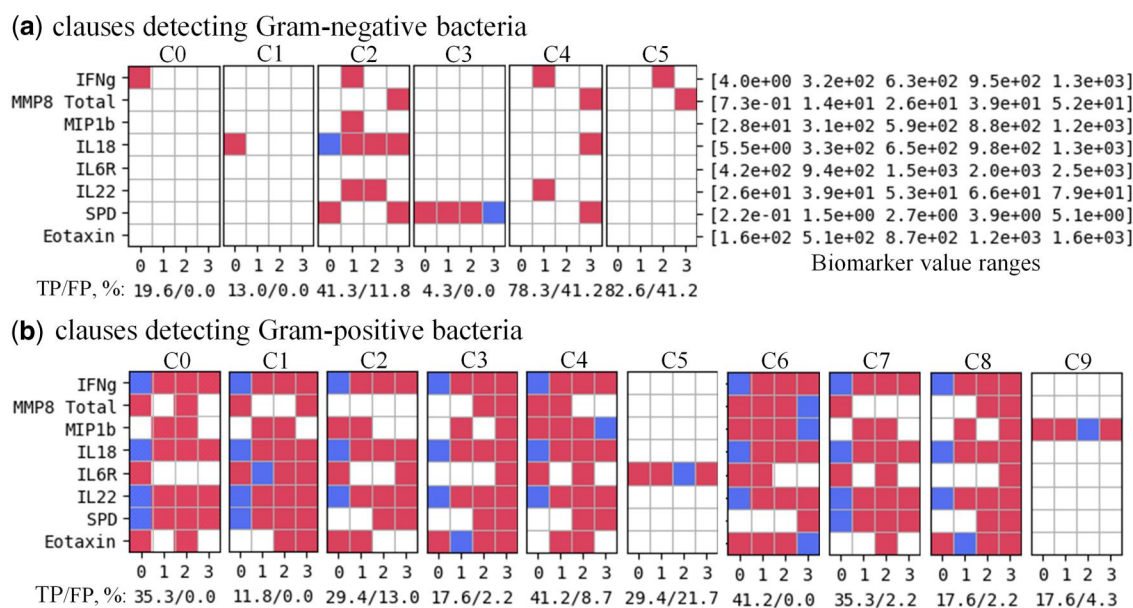 (a) clauses detecting Gram-negative bacteria
C0 C1 C2 C3 C4 C5
IFNg [4.0e+00 3.2e+02 6.3e+02 9.5e+02 1.3e+03]
MMP8 Total [7.3e-01 1.4e+01 2.6e+01 3.9e+01 5.2e+01]
MIP1b [2.8e+01 3.1e+02 5.9e+02 8.8e+02 1.2e+03]
IL18 [5.5e+00 3.3e+02 6.5e+02 9.8e+02 1.3e+03]
IL6R [4.2e+02 9.4e+02 1.5e+03 2.0e+03 2.5e+03]
IL22 [2.6e+01 3.9e+01 5.3e+01 6.6e+01 7.9e+01]
SPD [2.2e-01 1.5e+00 2.7e+00 3.9e+00 5.1e+00]
Eotaxin [1.6e+02 5.1e+02 8.7e+02 1.2e+03 1.6e+03]
0 1 2 3 0 1 2 3 0 1 2 3 0 1 2 3 0 1 2 3 0 1 2 3 Biomarker value ranges
TP/FP, %: 19.6/0.0 13.0/0.0 41.3/11.8 4.3/0.0 78.3/41.2 82.6/41.2
(b) clauses detecting Gram-positive bacteria
C0 C1 C2 C3 C4 C5 C6 C7 C8 C9
IFNg
MMP8 Total
MIP1b
IL18
IL6R
IL22
SPD
Eotaxin
0 1 2 3 0 1 2 3 0 1 2 3 0 1 2 3 0 1 2 3 0 1 2 3 0 1 2 3 0 1 2 3 0 1 2 3 0 1 2 3
TP/FP, %: 35.3/0.0 11.8/0.0 29.4/13.0 17.6/2.2 41.2/8.7 29.4/21.7 41.2/0.0 35.3/2.2 17.6/2.2 17.6/4.3